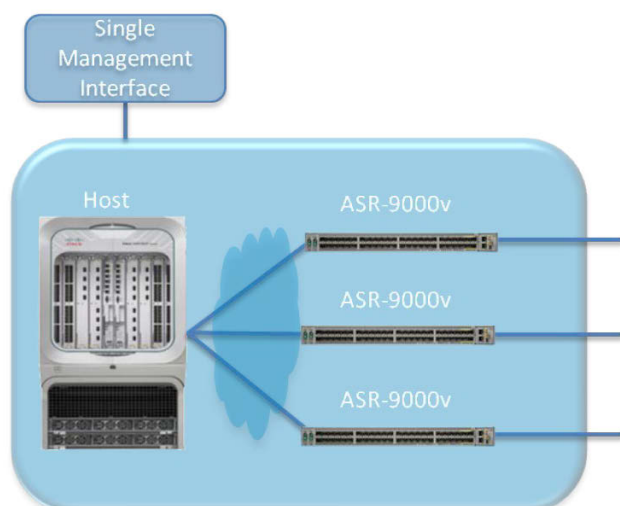 Single
Management
Interface
Host
ASR-9000v
ASR-9000v
ASR-9000v